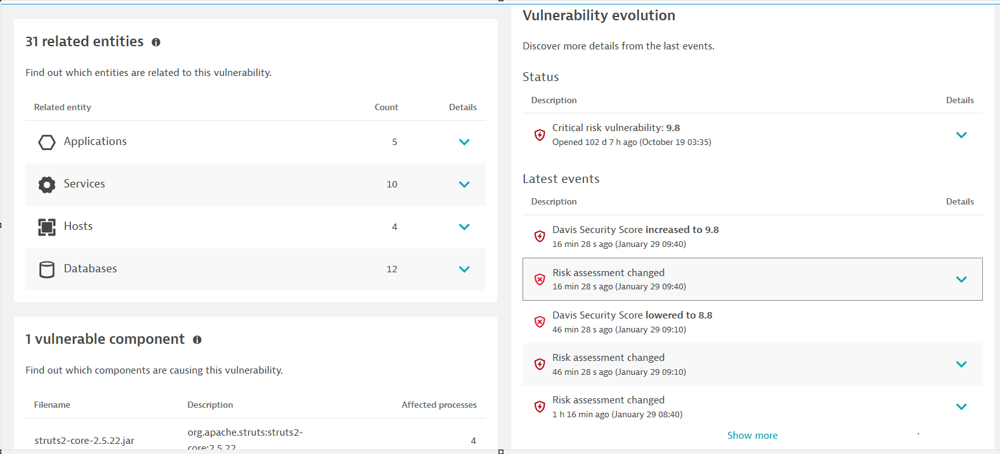 31 related entities
Find out which entities are related to this vulnerability.
Related entity Count Details
Applications 5
Services 10
Hosts 4
Databases 12
1 vulnerable component
Find out which components are causing this vulnerability.
Filename Description Affected processes
struts2-core-2.5.22.jar org.apache.struts:struts2- 4
core:2.5.22
Vulnerability evolution
Discover more details from the last events.
Status
Description Details
Critical risk vulnerability: 9.8
Opened 102 d 7 h ago (October 19 03:35)
Latest events
Description Details
Davis Security Score increased to 9.8
16 min 28 s ago (January 29 09:40)
Risk assessment changed
16 min 28 s ago (January 29 09:40)
Davis Security Score lowered to 8.8
46 min 28 s ago (January 29 09:10)
Risk assessment changed
46 min 28 s ago (January 29 09:10)
Risk assessment changed
1 h 16 min ago (January 29 08:40)
Show more